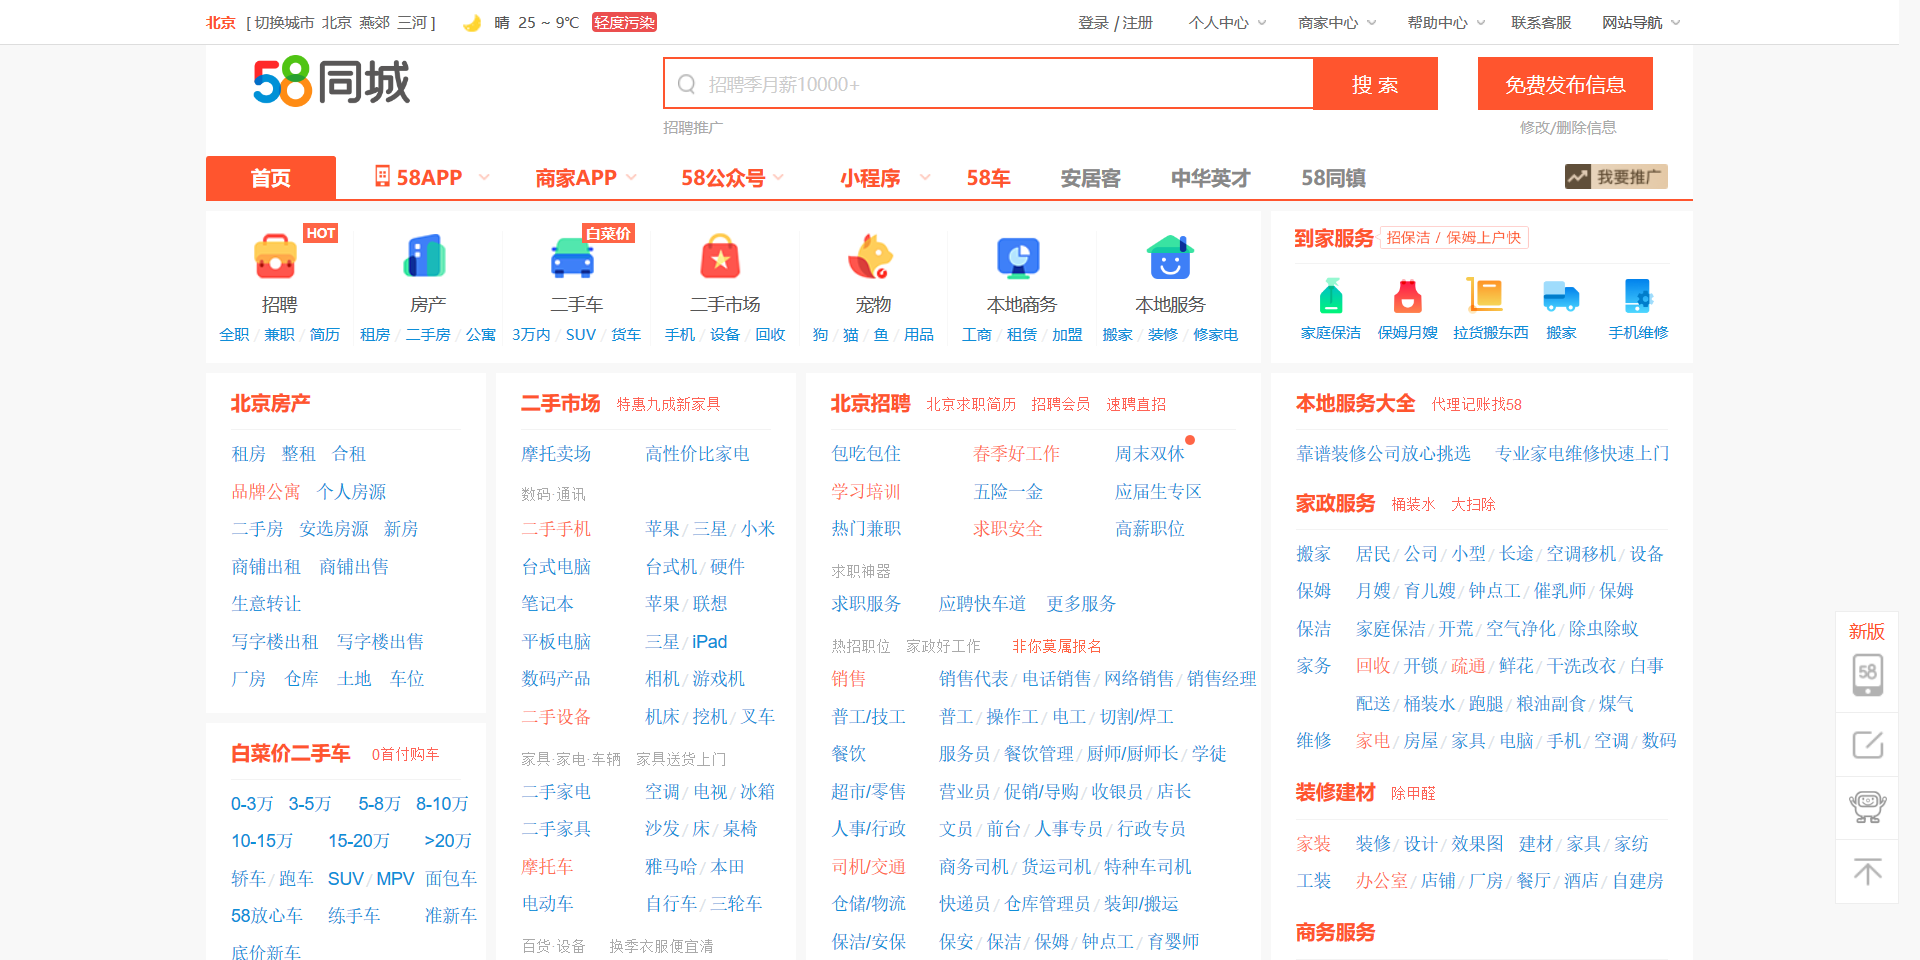 北京 [ 切换城市 北京 燕郊 三河 ] 晴 25 ~ 9℃ 轻度污染 登录 / 注册 个人中心 商家中心 帮助中心 联系客服 网站导航
58同城 招聘季月薪10000+ 搜 索 免费发布信息
招聘推广 修改/删除信息
首页 58APP 商家APP 58公众号 小程序 58车 安居客 中华英才 58同镇 我要推广
HOT 白菜价
招聘 房产 二手车 二手市场 宠物 本地商务 本地服务
全职 / 兼职 / 简历 租房 / 二手房 / 公寓 3万内 / SUV / 货车 手机 / 设备 / 回收 狗 / 猫 / 鱼 / 用品 工商 / 租赁 / 加盟 搬家 / 装修 / 修家电
到家服务 招保洁 / 保姆上户快
家庭保洁 保姆月嫂 拉货搬东西 搬家 手机维修
北京房产
租房 整租 合租
品牌公寓 个人房源
二手房 安选房源 新房
商铺出租 商铺出售
生意转让
写字楼出租 写字楼出售
厂房 仓库 土地 车位
白菜价二手车 0首付购车
0-3万 3-5万 5-8万 8-10万
10-15万 15-20万 >20万
轿车 / 跑车 SUV / MPV 面包车
58放心车 练手车 准新车
底价新车
二手市场 特惠九成新家具
摩托卖场 高性价比家电
数码·通讯
二手手机 苹果 / 三星 / 小米
台式电脑 台式机 / 硬件
笔记本 苹果 / 联想
平板电脑 三星 / iPad
数码产品 相机 / 游戏机
二手设备 机床 / 挖机 / 叉车
家具·家电·车辆 家具送货上门
二手家电 空调 / 电视 / 冰箱
二手家具 沙发 / 床 / 桌椅
摩托车 雅马哈 / 本田
电动车 自行车 / 三轮车
百货·设备 换季衣服便宜清
北京招聘 北京求职简历 招聘会员 速聘直招
包吃包住 春季好工作 周末双休
学习培训 五险一金 应届生专区
热门兼职 求职安全 高薪职位
求职神器
求职服务 应聘快车道 更多服务
热招职位 家政好工作 非你莫属报名
销售 销售代表 / 电话销售 / 网络销售 / 销售经理
普工/技工 普工 / 操作工 / 电工 / 切割/焊工
餐饮 服务员 / 餐饮管理 / 厨师/厨师长 / 学徒
超市/零售 营业员 / 促销/导购 / 收银员 / 店长
人事/行政 文员 / 前台 / 人事专员 / 行政专员
司机/交通 商务司机 / 货运司机 / 特种车司机
仓储/物流 快递员 / 仓库管理员 / 装卸/搬运
保洁/安保 保安 / 保洁 / 保姆 / 钟点工 / 育婴师
本地服务大全 代理记账找58
靠谱装修公司放心挑选 专业家电维修快速上门
家政服务 桶装水 大扫除
搬家 居民 / 公司 / 小型 / 长途 / 空调移机 / 设备
保姆 月嫂 / 育儿嫂 / 钟点工 / 催乳师 / 保姆
保洁 家庭保洁 / 开荒 / 空气净化 / 除虫除蚁
家务 回收 / 开锁 / 疏通 / 鲜花 / 干洗改衣 / 白事
配送 / 桶装水 / 跑腿 / 粮油副食 / 煤气
维修 家电 / 房屋 / 家具 / 电脑 / 手机 / 空调 / 数码
装修建材 除甲醛
家装 装修 / 设计 / 效果图 建材 / 家具 / 家纺
工装 办公室 / 店铺 / 厂房 / 餐厅 / 酒店 / 自建房
商务服务
新版
58